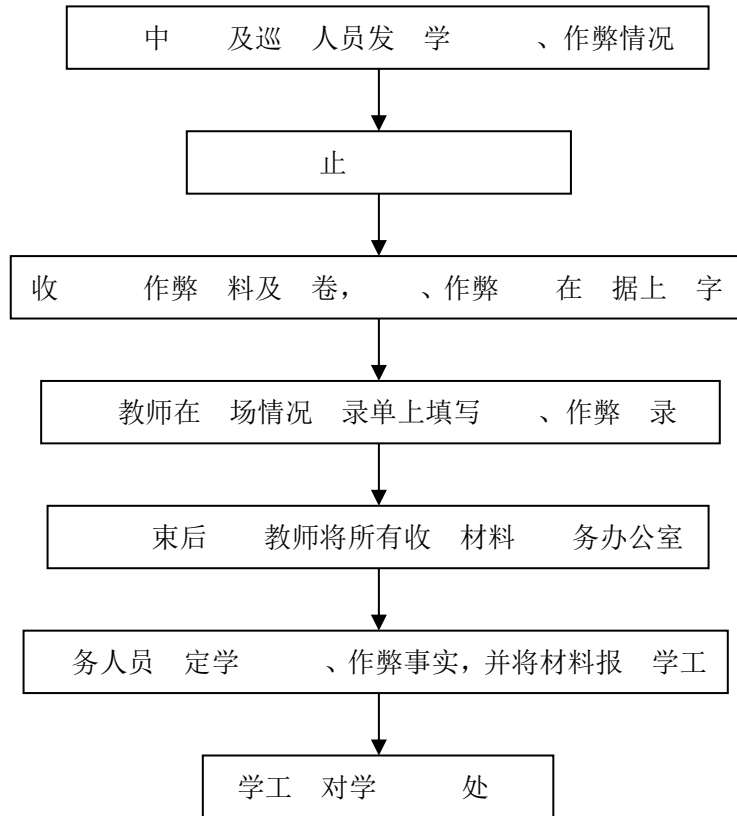 中 及巡 人员发 学 、作弊情况
止
收 作弊 料及 卷, 、作弊 在 据上 字
教师在 场情况 录单上填写 、作弊 录
束后 教师将所有收 材料 务办公室
务人员 定学 、作弊事实,并将材料报 学工
学工 对学 处